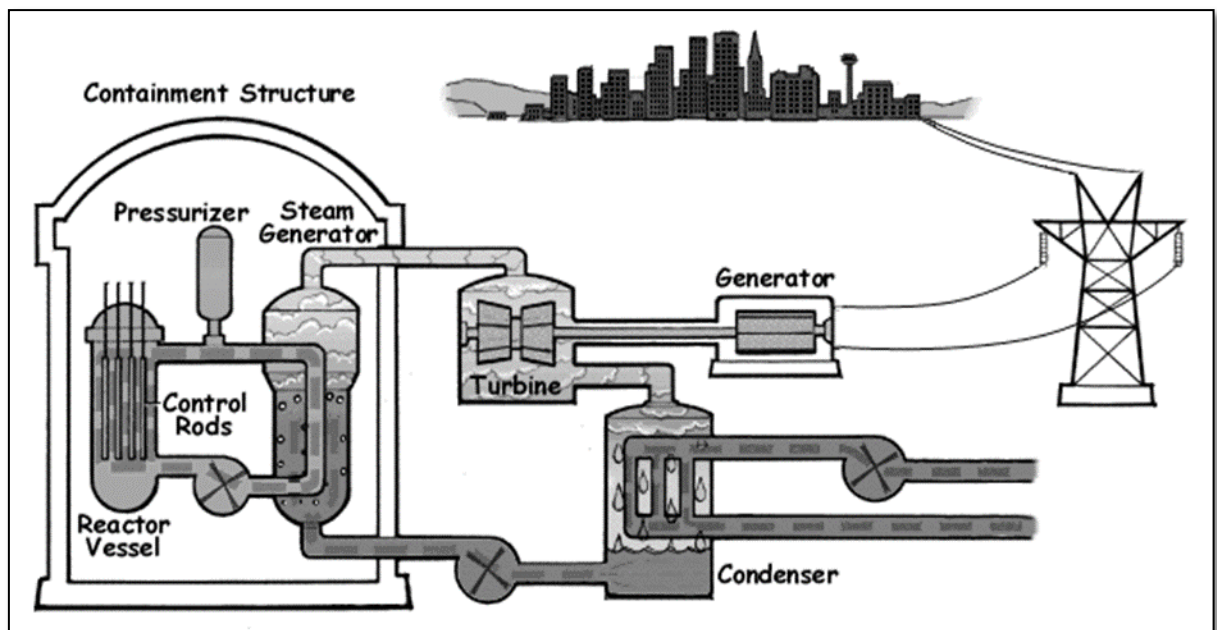 Containment Structure
Pressurizer
Steam
Generator
Generator
Turbine
Control
Rods
Reactor
Vessel
Condenser